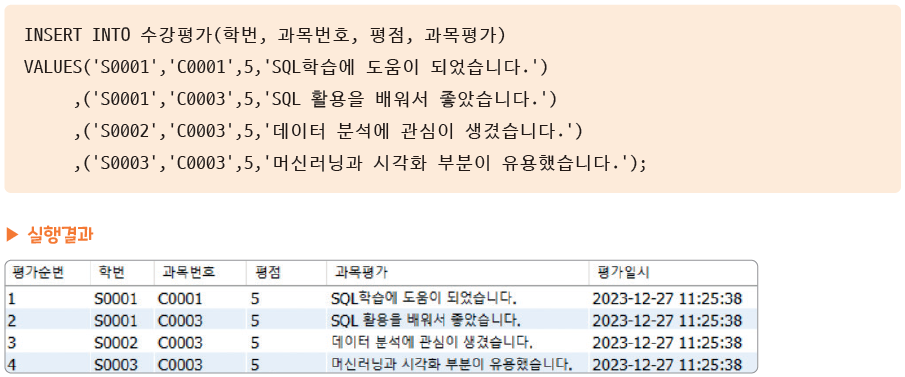 INSERT INTO 수강평가(학번, 과목번호, 평점, 과목평가)
VALUES('S0001','C0001',5,'SQL학습에 도움이 되었습니다.')
,('S0001','C0003',5,'SQL 활용을 배워서 좋았습니다.')
,('S0002','C0003',5,'데이터 분석에 관심이 생겼습니다.')
,('S0003','C0003',5,'머신러닝과 시각화 부분이 유용했습니다.');
▶ 실행결과
평가순번 학번 과목번호 평점 과목평가 평가일시
1 S0001 C0001 5 SQL학습에 도움이 되었습니다. 2023-12-27 11:25:38
2 S0001 C0003 5 SQL 활용을 배워서 좋았습니다. 2023-12-27 11:25:38
3 S0002 C0003 5 데이터 분석에 관심이 생겼습니다. 2023-12-27 11:25:38
4 S0003 C0003 5 머신러닝과 시각화 부분이 유용했습니다. 2023-12-27 11:25:38